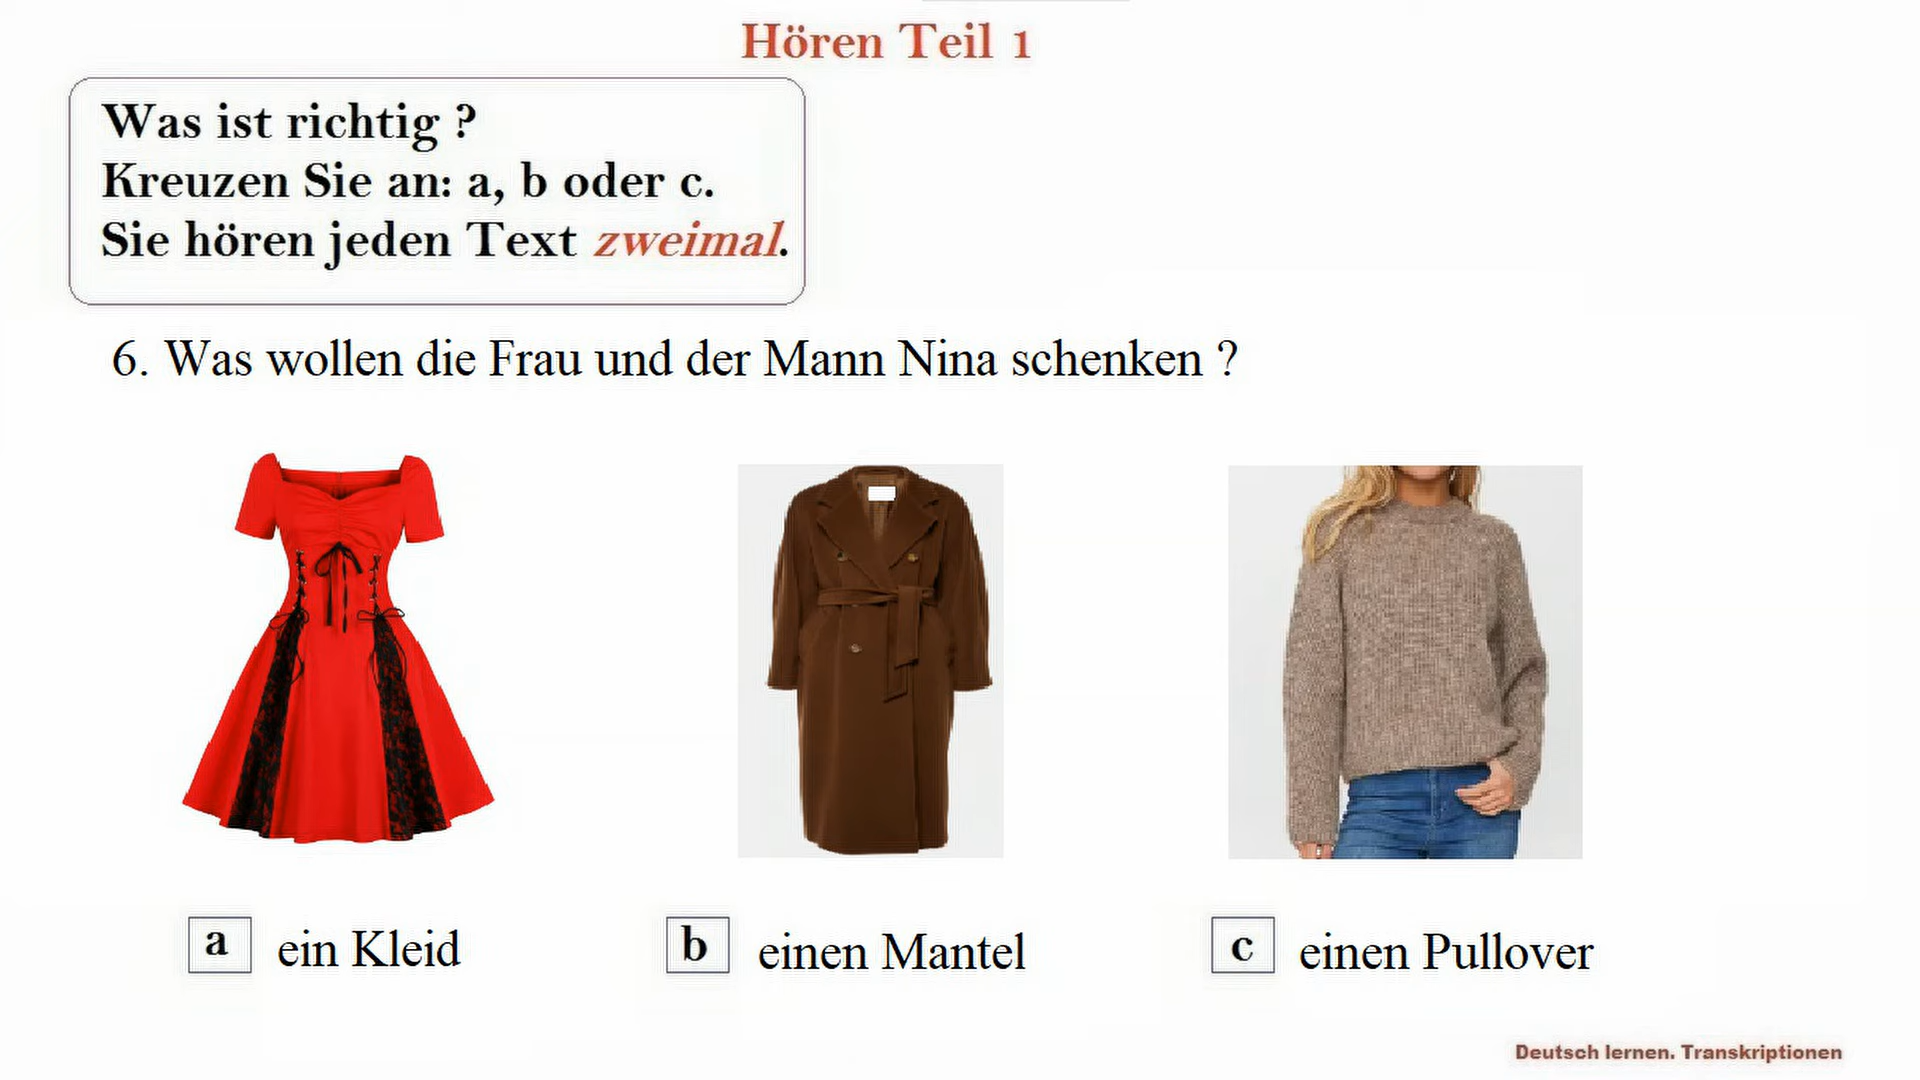 Hören Teil 1
Was ist richtig ?
Kreuzen Sie an: a, b oder c.
Sie hören jeden Text zweimal.
6. Was wollen die Frau und der Mann Nina schenken ?
a ein Kleid
b einen Mantel
c einen Pullover
Deutsch lernen. Transkriptionen